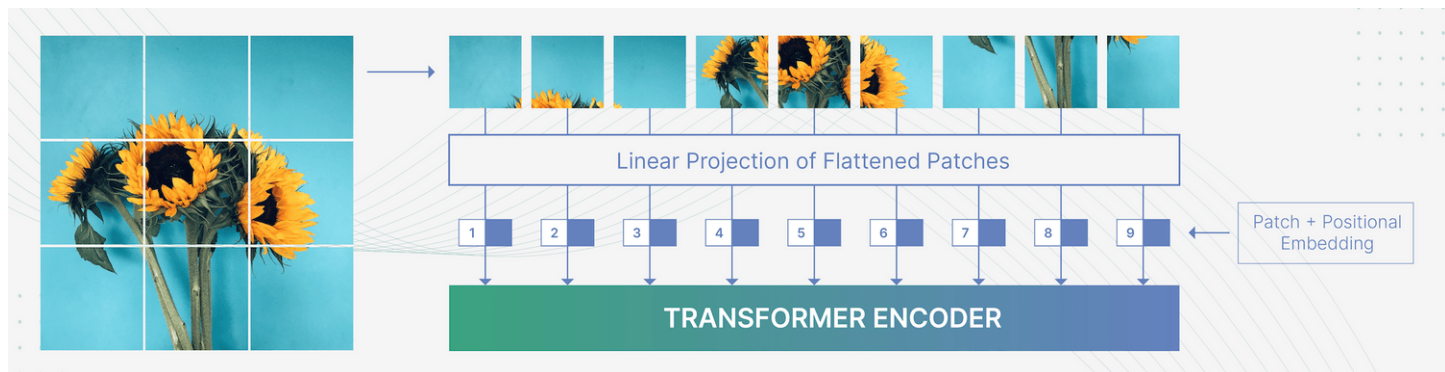 Linear Projection of Flattened Patches
1 2 3 4 5 6 7 8 9
Patch + Positional
Embedding
TRANSFORMER ENCODER